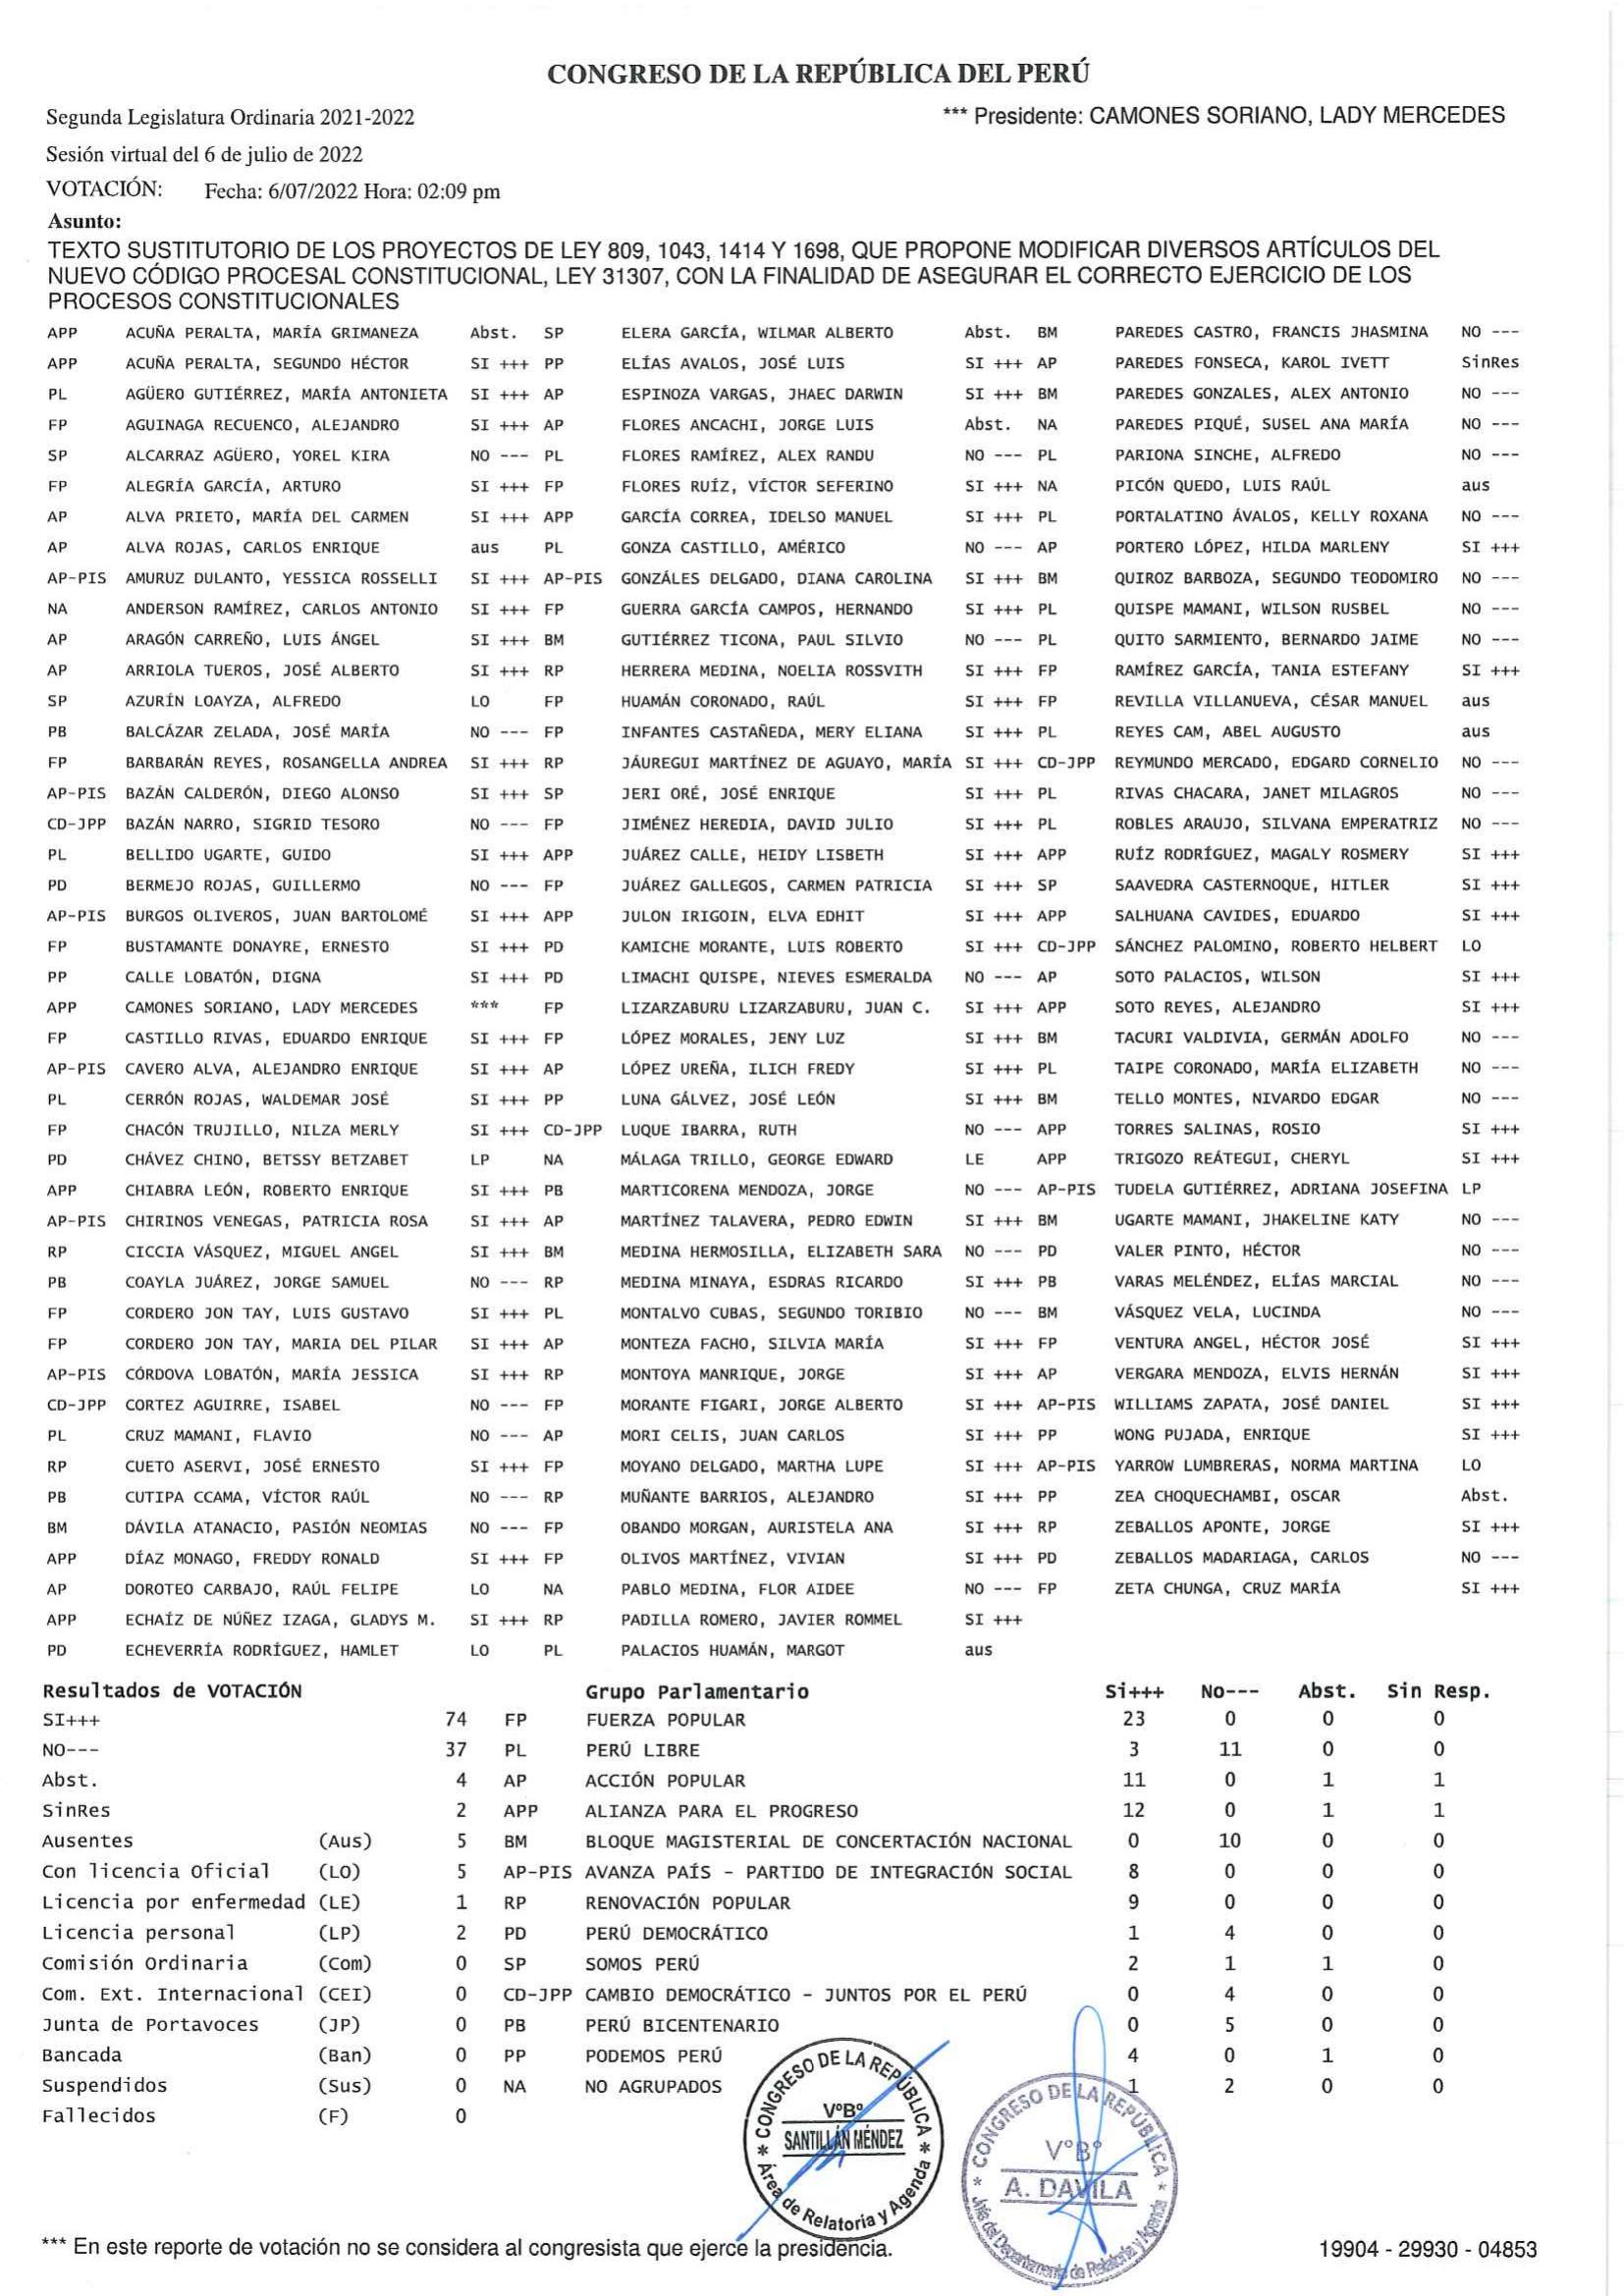 CONGRESO DE LA REPÚBLICA DEL PERÚ
Segunda Legislatura Ordinaria 2021-2022 *** Presidente: CAMONES SORIANO, LADY MERCEDES
Sesión virtual del 6 de julio de 2022
VOTACIÓN: Fecha: 6/07/2022 Hora: 02:09 pm
Asunto:
TEXTO SUSTITUTORIO DE LOS PROYECTOS DE LEY 809, 1043, 1414 Y 1698, QUE PROPONE MODIFICAR DIVERSOS ARTÍCULOS DEL
NUEVO CÓDIGO PROCESAL CONSTITUCIONAL, LEY 31307, CON LA FINALIDAD DE ASEGURAR EL CORRECTO EJERCICIO DE LOS
PROCESOS CONSTITUCIONALES
APP ACUÑA PERALTA, MARÍA GRIMANEZA Abst. SP ELERA GARCÍA, WILMAR ALBERTO Abst. BM PAREDES CASTRO, FRANCIS JHASMINA NO ---
APP ACUÑA PERALTA, SEGUNDO HÉCTOR SI +++ PP ELÍAS AVALOS, JOSÉ LUIS SI +++ AP PAREDES FONSECA, KAROL IVETT SinRes
PL AGÜERO GUTIÉRREZ, MARÍA ANTONIETA SI +++ AP ESPINOZA VARGAS, JHAEC DARWIN SI +++ BM PAREDES GONZALES, ALEX ANTONIO NO ---
FP AGUINAGA RECUENCO, ALEJANDRO SI +++ AP FLORES ANCACHI, JORGE LUIS Abst. NA PAREDES PIQUÉ, SUSEL ANA MARÍA NO ---
SP ALCARRAZ AGÜERO, YOREL KIRA NO --- PL FLORES RAMÍREZ, ALEX RANDU NO --- PL PARIONA SINCHE, ALFREDO NO ---
FP ALEGRÍA GARCÍA, ARTURO SI +++ FP FLORES RUÍZ, VÍCTOR SEFERINO SI +++ NA PICÓN QUEDO, LUIS RAÚL aus
AP ALVA PRIETO, MARÍA DEL CARMEN SI +++ APP GARCÍA CORREA, IDELSO MANUEL SI +++ PL PORTALATINO ÁVALOS, KELLY ROXANA NO ---
AP ALVA ROJAS, CARLOS ENRIQUE aus PL GONZA CASTILLO, AMÉRICO NO --- AP PORTERO LÓPEZ, HILDA MARLENY SI +++
AP-PIS AMURUZ DULANTO, YESSICA ROSSELLI SI +++ AP-PIS GONZÁLES DELGADO, DIANA CAROLINA SI +++ BM QUIROZ BARBOZA, SEGUNDO TEODOMIRO NO ---
NA ANDERSON RAMÍREZ, CARLOS ANTONIO SI +++ FP GUERRA GARCÍA CAMPOS, HERNANDO SI +++ PL QUISPE MAMANI, WILSON RUSBEL NO ---
AP ARAGÓN CARREÑO, LUIS ÁNGEL SI +++ BM GUTIÉRREZ TICONA, PAUL SILVIO NO --- PL QUITO SARMIENTO, BERNARDO JAIME NO ---
AP ARRIOLA TUEROS, JOSÉ ALBERTO SI +++ RP HERRERA MEDINA, NOELIA ROSSVITH SI +++ FP RAMÍREZ GARCÍA, TANIA ESTEFANY SI +++
SP AZURÍN LOAYZA, ALFREDO LO FP HUAMÁN CORONADO, RAÚL SI +++ FP REVILLA VILLANUEVA, CÉSAR MANUEL aus
PB BALCÁZAR ZELADA, JOSÉ MARÍA NO --- FP INFANTES CASTAÑEDA, MERY ELIANA SI +++ PL REYES CAM, ABEL AUGUSTO aus
FP BARBARÁN REYES, ROSANGELLA ANDREA SI +++ RP JÁUREGUI MARTÍNEZ DE AGUAYO, MARÍA SI +++ CD-JPP REYMUNDO MERCADO, EDGARD CORNELIO NO ---
AP-PIS BAZÁN CALDERÓN, DIEGO ALONSO SI +++ SP JERI ORÉ, JOSÉ ENRIQUE SI +++ PL RIVAS CHACARA, JANET MILAGROS NO ---
CD-JPP BAZÁN NARRO, SIGRID TESORO NO --- FP JIMÉNEZ HEREDIA, DAVID JULIO SI +++ PL ROBLES ARAUJO, SILVANA EMPERATRIZ NO ---
PL BELLIDO UGARTE, GUIDO SI +++ APP JUÁREZ CALLE, HEIDY LISBETH SI +++ APP RUÍZ RODRÍGUEZ, MAGALY ROSMERY SI +++
PD BERMEJO ROJAS, GUILLERMO NO --- FP JUÁREZ GALLEGOS, CARMEN PATRICIA SI +++ SP SAAVEDRA CASTERNOQUE, HITLER SI +++
AP-PIS BURGOS OLIVEROS, JUAN BARTOLOMÉ SI +++ APP JULON IRIGOIN, ELVA EDHIT SI +++ APP SALHUANA CAVIDES, EDUARDO SI +++
FP BUSTAMANTE DONAYRE, ERNESTO SI +++ PD KAMICHE MORANTE, LUIS ROBERTO SI +++ CD-JPP SÁNCHEZ PALOMINO, ROBERTO HELBERT LO
PP CALLE LOBATÓN, DIGNA SI +++ PD LIMACHI QUISPE, NIEVES ESMERALDA NO --- AP SOTO PALACIOS, WILSON SI +++
APP CAMONES SORIANO, LADY MERCEDES *** FP LIZARZABURU LIZARZABURU, JUAN C. SI +++ APP SOTO REYES, ALEJANDRO SI +++
FP CASTILLO RIVAS, EDUARDO ENRIQUE SI +++ FP LÓPEZ MORALES, JENY LUZ SI +++ BM TACURI VALDIVIA, GERMÁN ADOLFO NO ---
AP-PIS CAVERO ALVA, ALEJANDRO ENRIQUE SI +++ AP LÓPEZ UREÑA, ILICH FREDY SI +++ PL TAIPE CORONADO, MARÍA ELIZABETH NO ---
PL CERRÓN ROJAS, WALDEMAR JOSÉ SI +++ PP LUNA GÁLVEZ, JOSÉ LEÓN SI +++ BM TELLO MONTES, NIVARDO EDGAR NO ---
FP CHACÓN TRUJILLO, NILZA MERLY SI +++ CD-JPP LUQUE IBARRA, RUTH NO --- APP TORRES SALINAS, ROSIO SI +++
PD CHÁVEZ CHINO, BETSSY BETZABET LP NA MÁLAGA TRILLO, GEORGE EDWARD LE APP TRIGOZO REÁTEGUI, CHERYL SI +++
APP CHIABRA LEÓN, ROBERTO ENRIQUE SI +++ PB MARTICORENA MENDOZA, JORGE NO --- AP-PIS TUDELA GUTIÉRREZ, ADRIANA JOSEFINA LP
AP-PIS CHIRINOS VENEGAS, PATRICIA ROSA SI +++ AP MARTÍNEZ TALAVERA, PEDRO EDWIN SI +++ BM UGARTE MAMANI, JHAKELINE KATY NO ---
RP CICCIA VÁSQUEZ, MIGUEL ANGEL SI +++ BM MEDINA HERMOSILLA, ELIZABETH SARA NO --- PD VALER PINTO, HÉCTOR NO ---
PB COAYLA JUÁREZ, JORGE SAMUEL NO --- RP MEDINA MINAYA, ESDRAS RICARDO SI +++ PB VARAS MELÉNDEZ, ELÍAS MARCIAL NO ---
FP CORDERO JON TAY, LUIS GUSTAVO SI +++ PL MONTALVO CUBAS, SEGUNDO TORIBIO NO --- BM VÁSQUEZ VELA, LUCINDA NO ---
FP CORDERO JON TAY, MARIA DEL PILAR SI +++ AP MONTEZA FACHO, SILVIA MARÍA SI +++ FP VENTURA ANGEL, HÉCTOR JOSÉ SI +++
AP-PIS CÓRDOVA LOBATÓN, MARÍA JESSICA SI +++ RP MONTOYA MANRIQUE, JORGE SI +++ AP VERGARA MENDOZA, ELVIS HERNÁN SI +++
CD-JPP CORTEZ AGUIRRE, ISABEL NO --- FP MORANTE FIGARI, JORGE ALBERTO SI +++ AP-PIS WILLIAMS ZAPATA, JOSÉ DANIEL SI +++
PL CRUZ MAMANI, FLAVIO NO --- AP MORI CELIS, JUAN CARLOS SI +++ PP WONG PUJADA, ENRIQUE SI +++
RP CUETO ASERVI, JOSÉ ERNESTO SI +++ FP MOYANO DELGADO, MARTHA LUPE SI +++ AP-PIS YARROW LUMBRERAS, NORMA MARTINA LO
PB CUTIPA CCAMA, VÍCTOR RAÚL NO --- RP MUÑANTE BARRIOS, ALEJANDRO SI +++ PP ZEA CHOQUECHAMBI, OSCAR Abst.
BM DÁVILA ATANACIO, PASIÓN NEOMIAS NO --- FP OBANDO MORGAN, AURISTELA ANA SI +++ RP ZEBALLOS APONTE, JORGE SI +++
APP DÍAZ MONAGO, FREDDY RONALD SI +++ FP OLIVOS MARTÍNEZ, VIVIAN SI +++ PD ZEBALLOS MADARIAGA, CARLOS NO ---
AP DOROTEO CARBAJO, RAÚL FELIPE LO NA PABLO MEDINA, FLOR AIDEE NO --- FP ZETA CHUNGA, CRUZ MARÍA SI +++
APP ECHAÍZ DE NÚÑEZ IZAGA, GLADYS M. SI +++ RP PADILLA ROMERO, JAVIER ROMMEL SI +++
PD ECHEVERRÍA RODRÍGUEZ, HAMLET LO PL PALACIOS HUAMÁN, MARGOT aus
Resultados de VOTACIÓN Grupo Parlamentario Si+++ No--- Abst. Sin Resp.
SI+++ 74 FP FUERZA POPULAR 23 0 0 0
NO--- 37 PL PERÚ LIBRE 3 11 0 0
Abst. 4 AP ACCIÓN POPULAR 11 0 1 1
SinRes 2 APP ALIANZA PARA EL PROGRESO 12 0 1 1
Ausentes (Aus) 5 BM BLOQUE MAGISTERIAL DE CONCERTACIÓN NACIONAL 0 10 0 0
Con licencia Oficial (LO) 5 AP-PIS AVANZA PAÍS - PARTIDO DE INTEGRACIÓN SOCIAL 8 0 0 0
Licencia por enfermedad (LE) 1 RP RENOVACIÓN POPULAR 9 0 0 0
Licencia personal (LP) 2 PD PERÚ DEMOCRÁTICO 1 4 0 0
Comisión Ordinaria (Com) 0 SP SOMOS PERÚ 2 1 1 0
Com. Ext. Internacional (CEI) 0 CD-JPP CAMBIO DEMOCRÁTICO - JUNTOS POR EL PERÚ 0 4 0 0
Junta de Portavoces (JP) 0 PB PERÚ BICENTENARIO 0 5 0 0
Bancada (Ban) 0 PP PODEMOS PERÚ 4 0 1 0
Suspendidos (Sus) 0 NA NO AGRUPADOS 1 2 0 0
Fallecidos (F) 0
CONGRESO DE LA REPÚBLICA
V°B°
SANTILLÁN MÉNDEZ
Área de Relatoría y Agenda
CONGRESO DE LA REPÚBLICA
V°B°
A. DAVILA
Jefe del Departamento de Relatoría y Agenda
*** En este reporte de votación no se considera al congresista que ejerce la presidencia. 19904 - 29930 - 04853